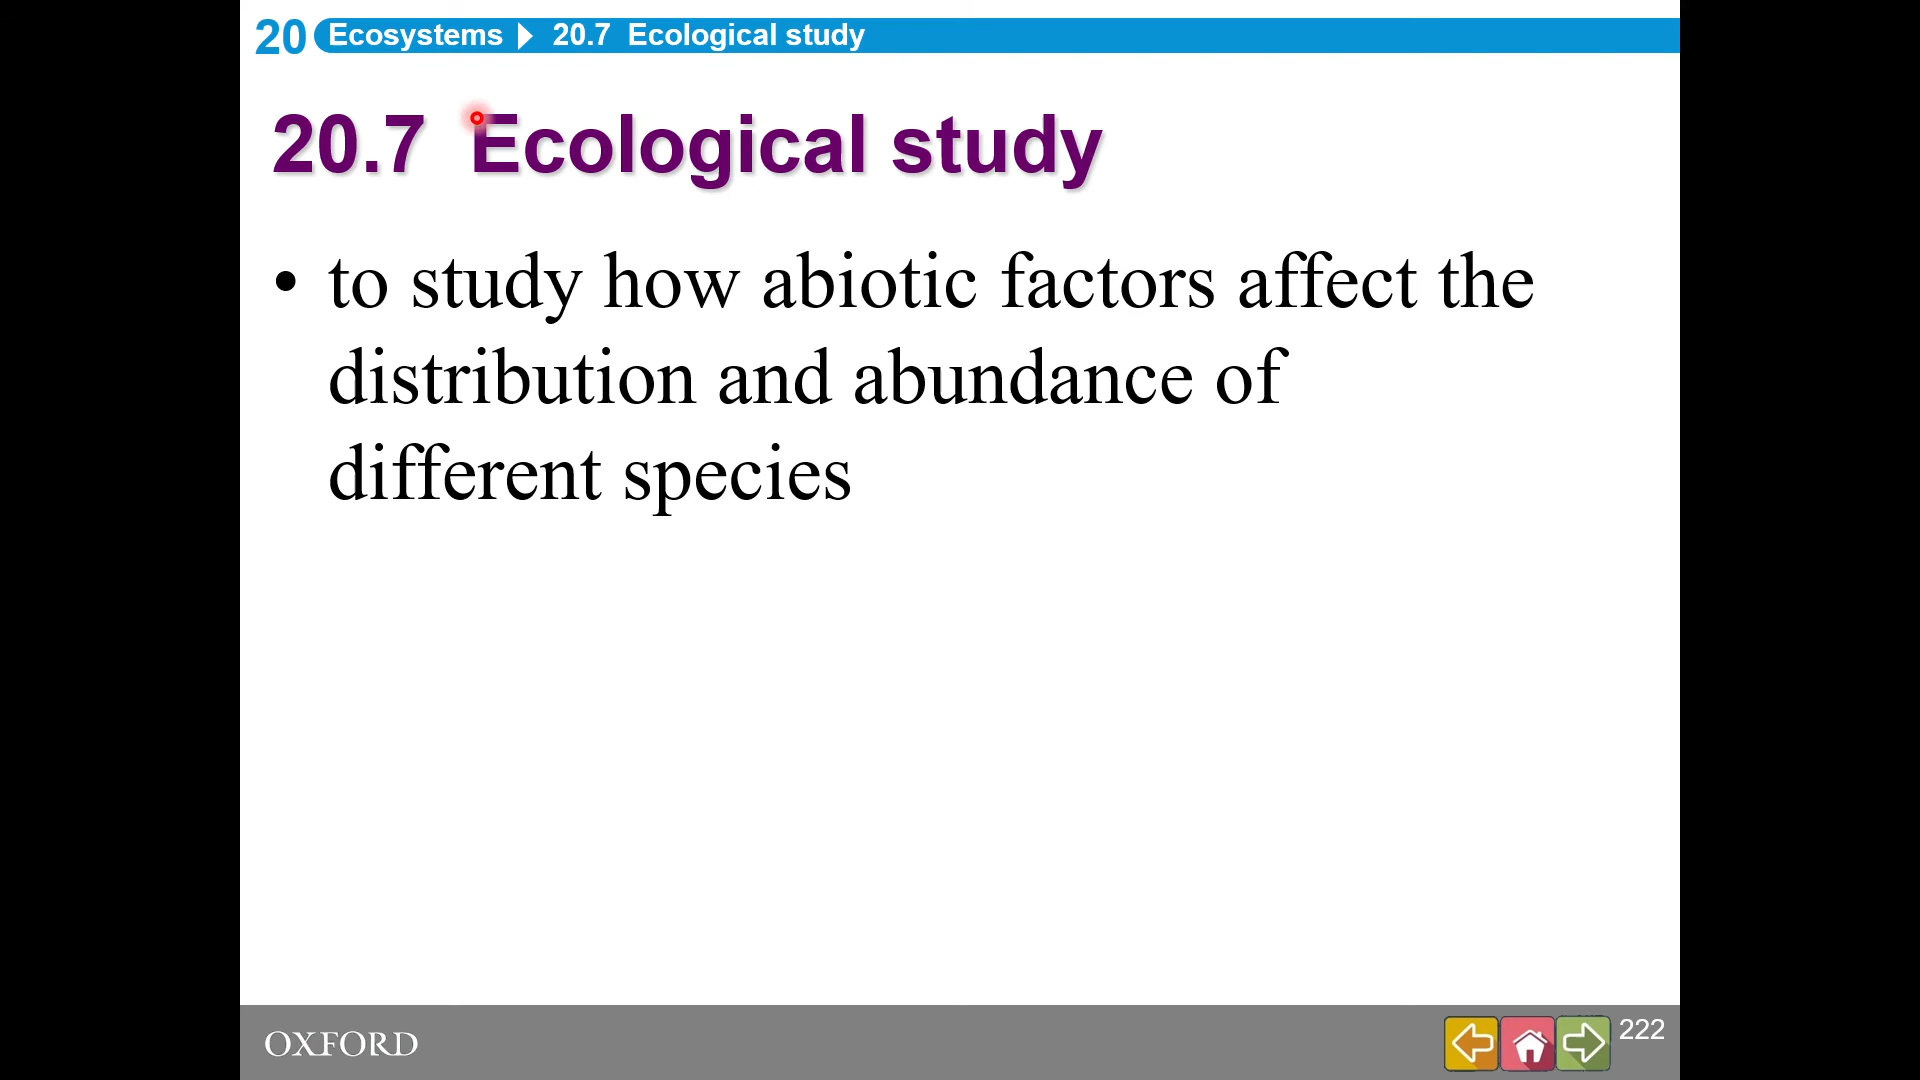 20 Ecosystems 20.7 Ecological study
20.7 Ecological study
• to study how abiotic factors affect the
distribution and abundance of
different species
OXFORD
222